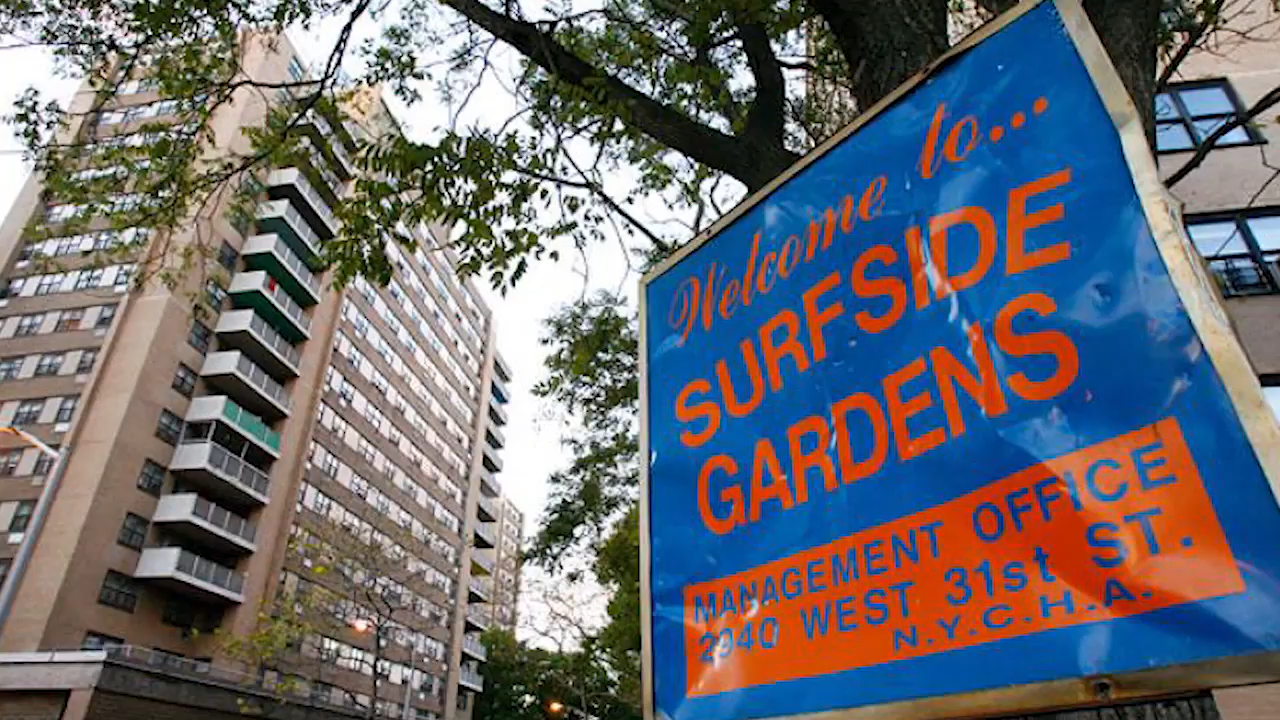 Welcome to...
SURFSIDE
GARDENS
MANAGEMENT OFFICE
2940 WEST 31st ST.
N.Y.C.H.A.